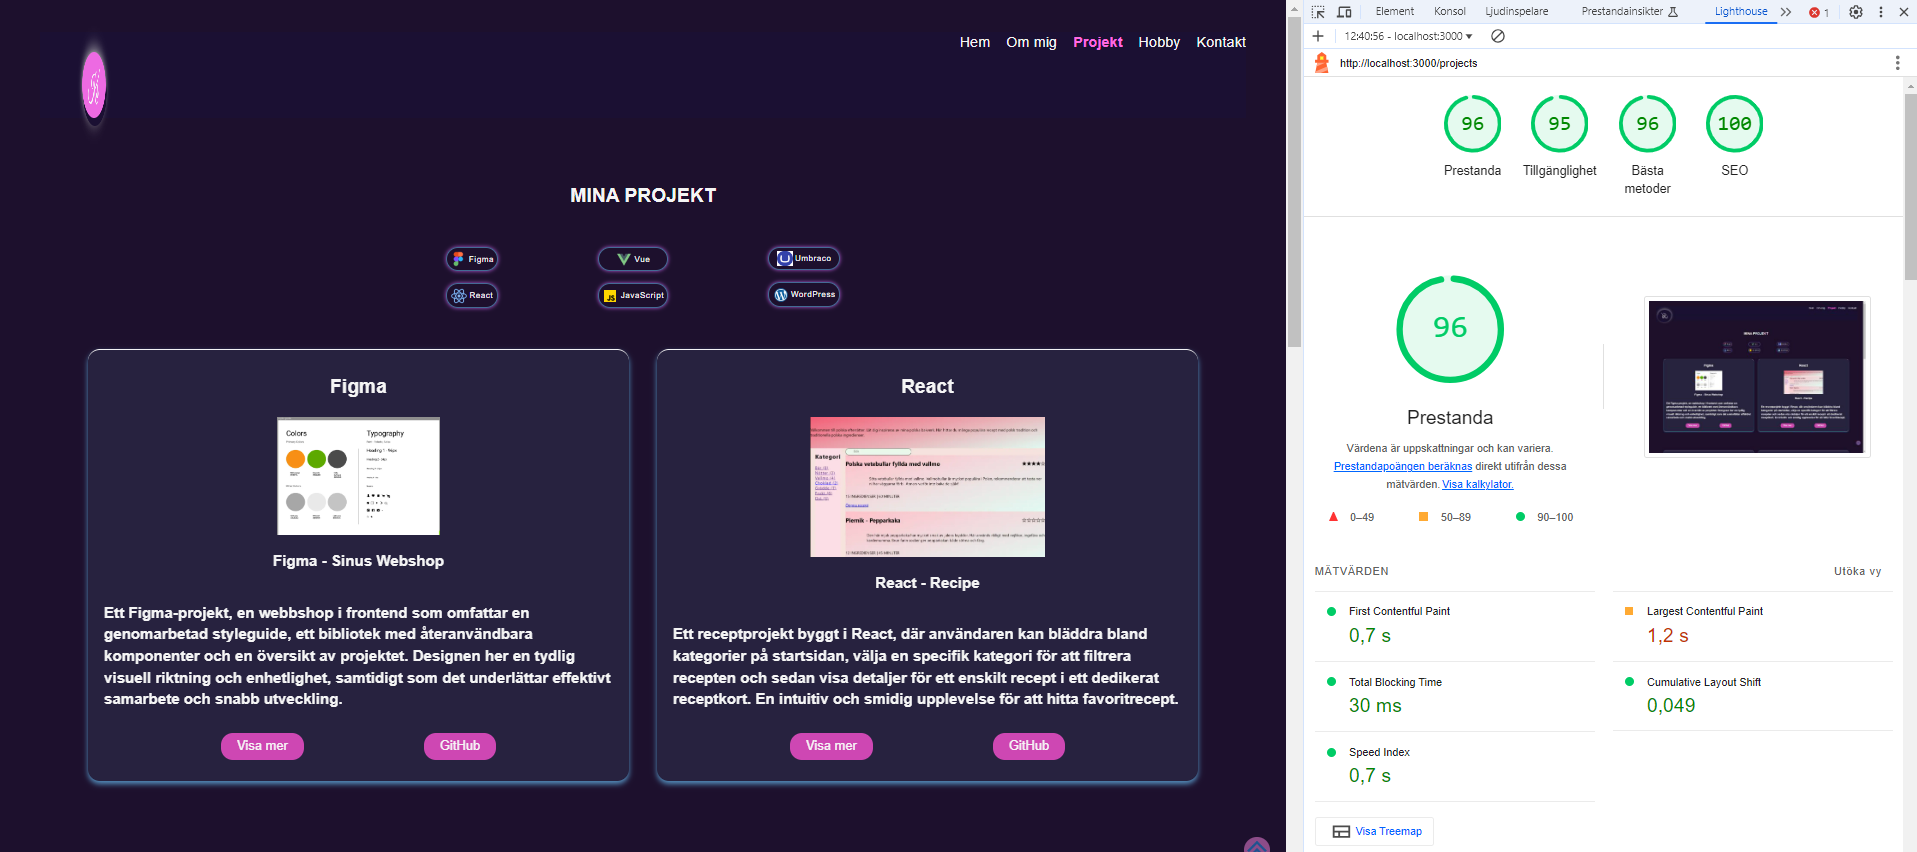 Hem Om mig Projekt Hobby Kontakt
MINA PROJEKT
Figma Vue Umbraco
React JavaScript WordPress
Figma
Colors Typography
Figma - Sinus Webshop
Ett Figma-projekt, en webbshop i frontend som omfattar en
genomarbetad styleguide, ett bibliotek med återanvändbara
komponenter och en översikt av projektet. Designen her en tydlig
visuell riktning och enhetlighet, samtidigt som det underlättar effektivt
samarbete och snabb utveckling.
Visa mer GitHub
React
Kategori
Polska vetebullar fyllda med vallmo
Piernik - Pepparkaka
React - Recipe
Ett receptprojekt byggt i React, där användaren kan bläddra bland
kategorier på startsidan, välja en specifik kategori för att filtrera
recepten och sedan visa detaljer för ett enskilt recept i ett dedikerat
receptkort. En intuitiv och smidig upplevelse för att hitta favoritrecept.
Visa mer GitHub
Element Konsol Ljudinspelare Prestandainsikter Lighthouse 1
12:40:56 - localhost:3000
http://localhost:3000/projects
96 95 96 100
Prestanda Tillgänglighet Bästa metoder SEO
96
Prestanda
Värdena är uppskattningar och kan variera.
Prestandapoängen beräknas direkt utifrån dessa
mätvärden. Visa kalkylator.
0–49 50–89 90–100
MINA PROJEKT
Figma React
MÄTVÄRDEN Utöka vy
First Contentful Paint
0,7 s
Largest Contentful Paint
1,2 s
Total Blocking Time
30 ms
Cumulative Layout Shift
0,049
Speed Index
0,7 s
Visa Treemap